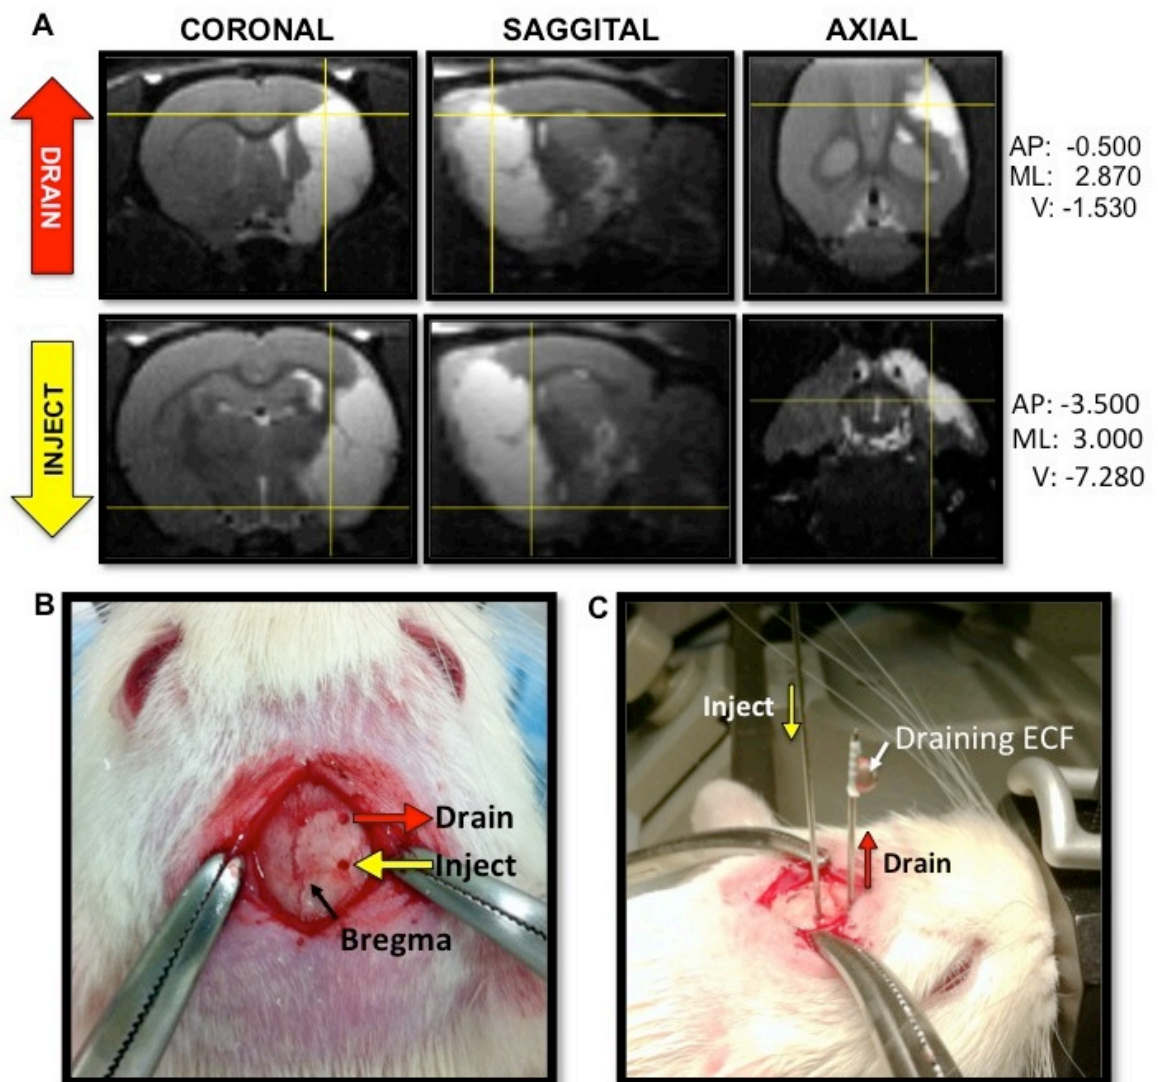 A
CORONAL
SAGGITAL
AXIAL
DRAIN
AP: -0.500
ML: 2.870
V: -1.530
INJECT
AP: -3.500
ML: 3.000
V: -7.280
B
Drain
Inject
Bregma
C
Inject
Draining ECF
Drain